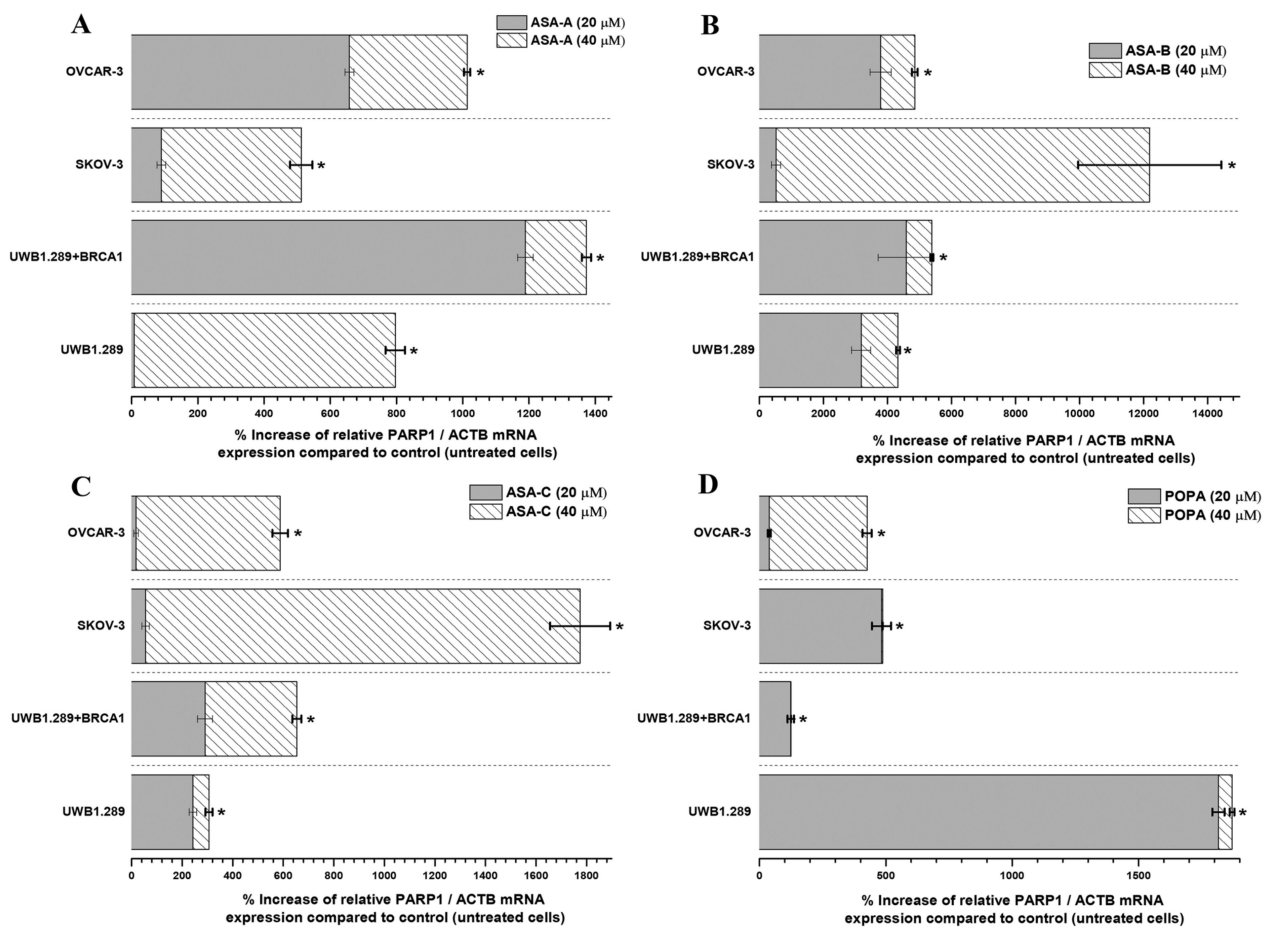 A
ASA-A (20 μM)
ASA-A (40 μM)
OVCAR-3
*
SKOV-3
*
UWB1.289+BRCA1
*
UWB1.289
*
0 200 400 600 800 1000 1200 1400
% Increase of relative PARP1 / ACTB mRNA
expression compared to control (untreated cells)
B
ASA-B (20 μM)
ASA-B (40 μM)
OVCAR-3
*
SKOV-3
*
UWB1.289+BRCA1
*
UWB1.289
*
0 2000 4000 6000 8000 10000 12000 14000
% Increase of relative PARP1 / ACTB mRNA
expression compared to control (untreated cells)
C
ASA-C (20 μM)
ASA-C (40 μM)
OVCAR-3
*
SKOV-3
*
UWB1.289+BRCA1
*
UWB1.289
*
0 200 400 600 800 1000 1200 1400 1600 1800
% Increase of relative PARP1 / ACTB mRNA
expression compared to control (untreated cells)
D
POPA (20 μM)
POPA (40 μM)
OVCAR-3
*
SKOV-3
*
UWB1.289+BRCA1
*
UWB1.289
*
0 500 1000 1500
% Increase of relative PARP1 / ACTB mRNA
expression compared to control (untreated cells)